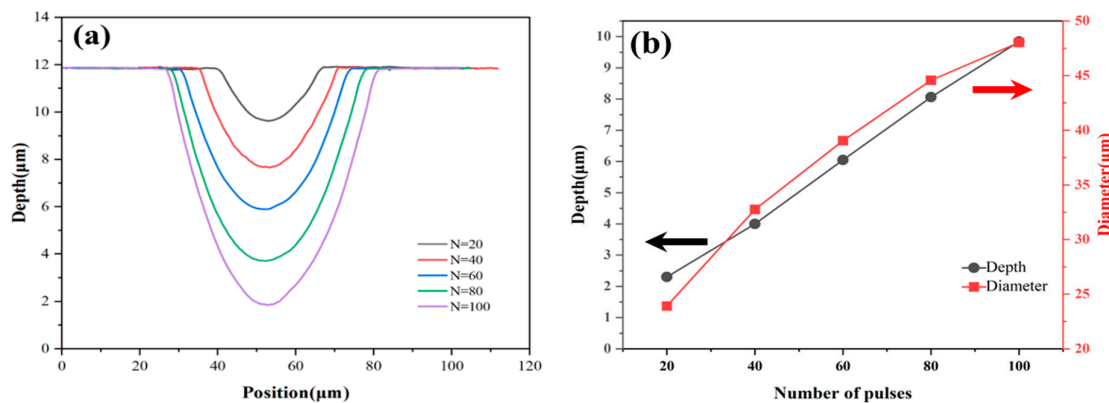 (a)
14
12
10
8
6
4
2
0
Depth(μm)
0 20 40 60 80 100 120
Position(μm)
N=20
N=40
N=60
N=80
N=100
(b)
10
9
8
7
6
5
4
3
2
1
0
Depth(μm)
20 40 60 80 100
Number of pulses
Depth
Diameter
50
45
40
35
30
25
20
Diameter(μm)